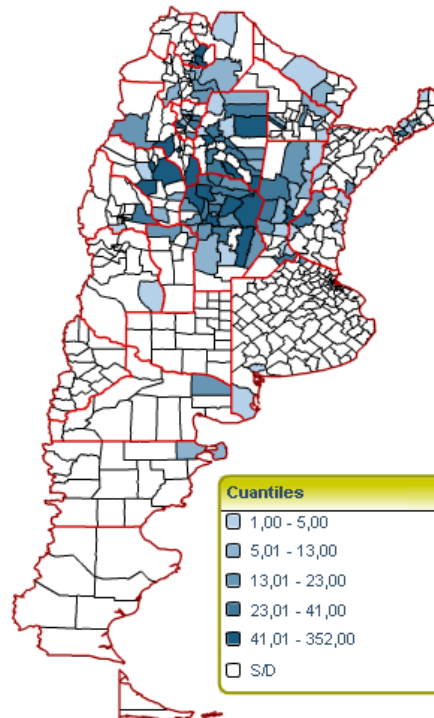 Cuantiles
1,00 - 5,00
5,01 - 13,00
13,01 - 23,00
23,01 - 41,00
41,01 - 352,00
S/D